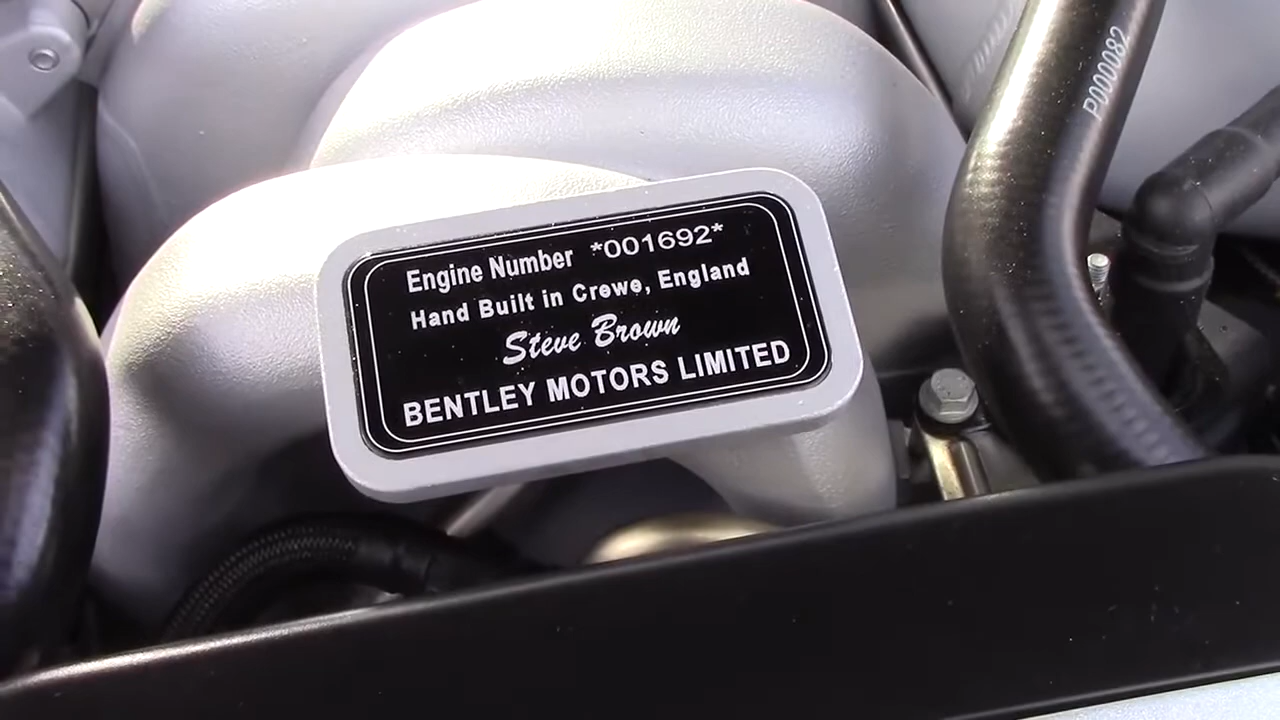 Engine Number *001692*
Hand Built in Crewe, England
Steve Brown
BENTLEY MOTORS LIMITED
P000082